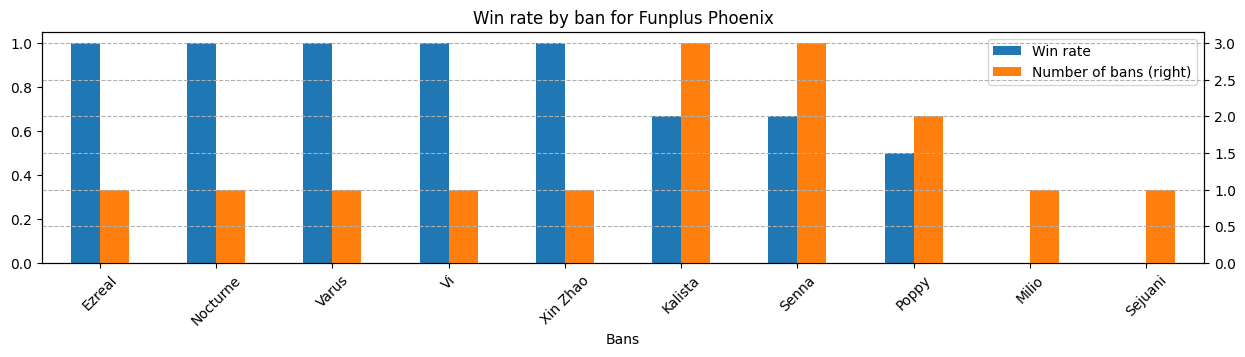 Win rate by ban for Funplus Phoenix
Win rate
Number of bans (right)
1.0
0.8
0.6
0.4
0.2
0.0
3.0
2.5
2.0
1.5
1.0
0.5
0.0
Ezreal
Nocturne
Varus
Vi
Xin Zhao
Kalista
Senna
Poppy
Milio
Sejuani
Bans